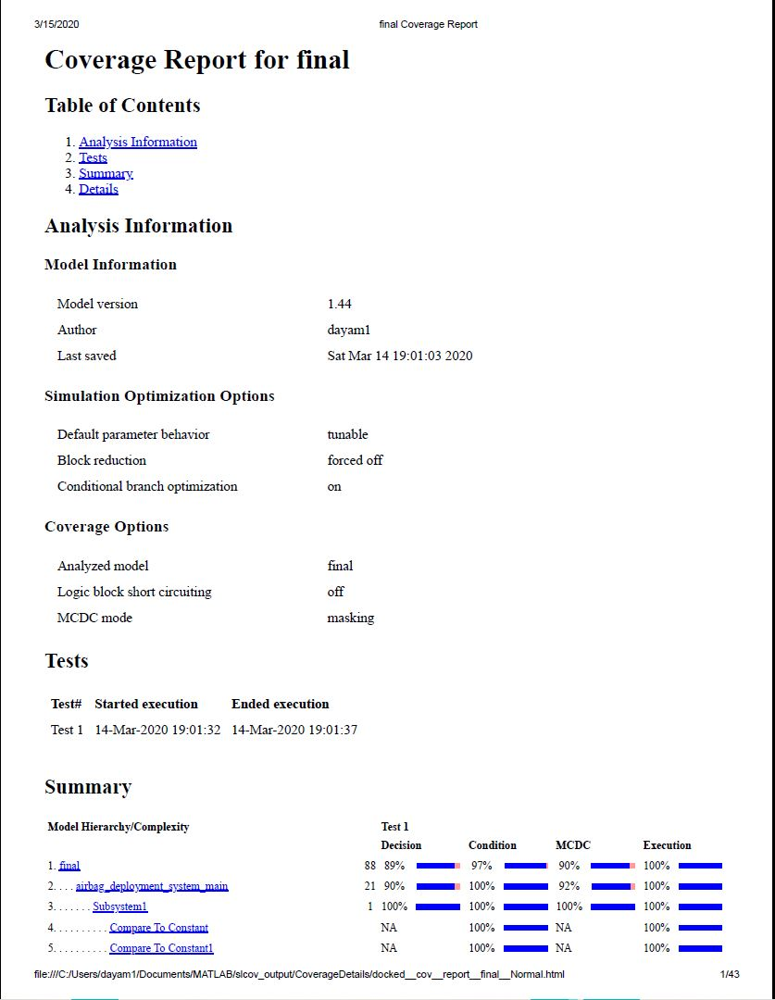 3/15/2020 final Coverage Report
Coverage Report for final
Table of Contents
1. Analysis Information
2. Tests
3. Summary
4. Details
Analysis Information
Model Information
Model version 1.44
Author dayam1
Last saved Sat Mar 14 19:01:03 2020
Simulation Optimization Options
Default parameter behavior tunable
Block reduction forced off
Conditional branch optimization on
Coverage Options
Analyzed model final
Logic block short circuiting off
MCDC mode masking
Tests
Test# Started execution Ended execution
Test 1 14-Mar-2020 19:01:32 14-Mar-2020 19:01:37
Summary
Model Hierarchy/Complexity Test 1
Decision Condition MCDC Execution
1. final 88 89% 97% 90% 100%
2. . . . airbag_deployment_system_main 21 90% 100% 92% 100%
3. . . . . . . Subsystem1 1 100% 100% 100% 100%
4. . . . . . . . . . Compare To Constant NA 100% NA 100%
5. . . . . . . . . . Compare To Constant1 NA 100% NA 100%
file:///C:/Users/dayam1/Documents/MATLAB/slcov_output/CoverageDetails/docked__cov__report__final__Normal.html 1/43